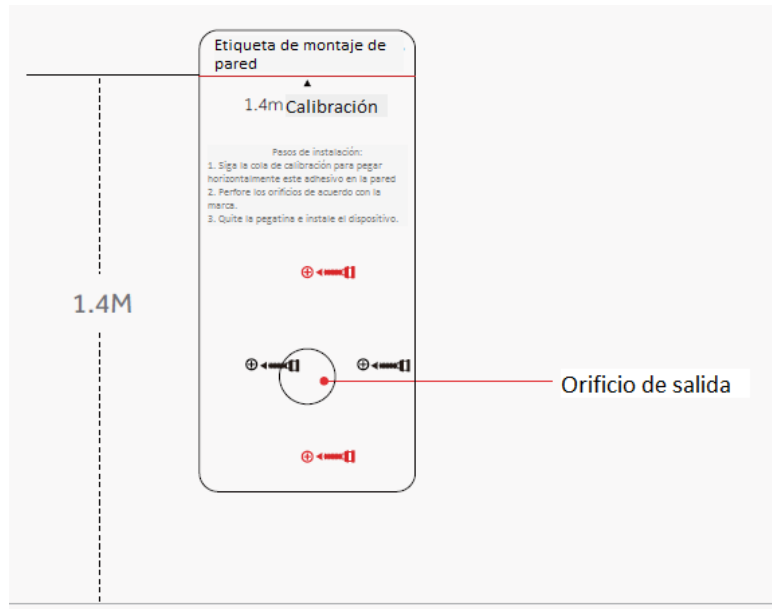 Etiqueta de montaje de
pared
1.4m Calibración
Pasos de instalación:
1. Siga la cola de calibración para pegar
horizontalmente este adhesivo en la pared
2. Perfore los orificios de acuerdo con la
marca.
3. Quite la pegatina e instale el dispositivo.
1.4M
Orificio de salida